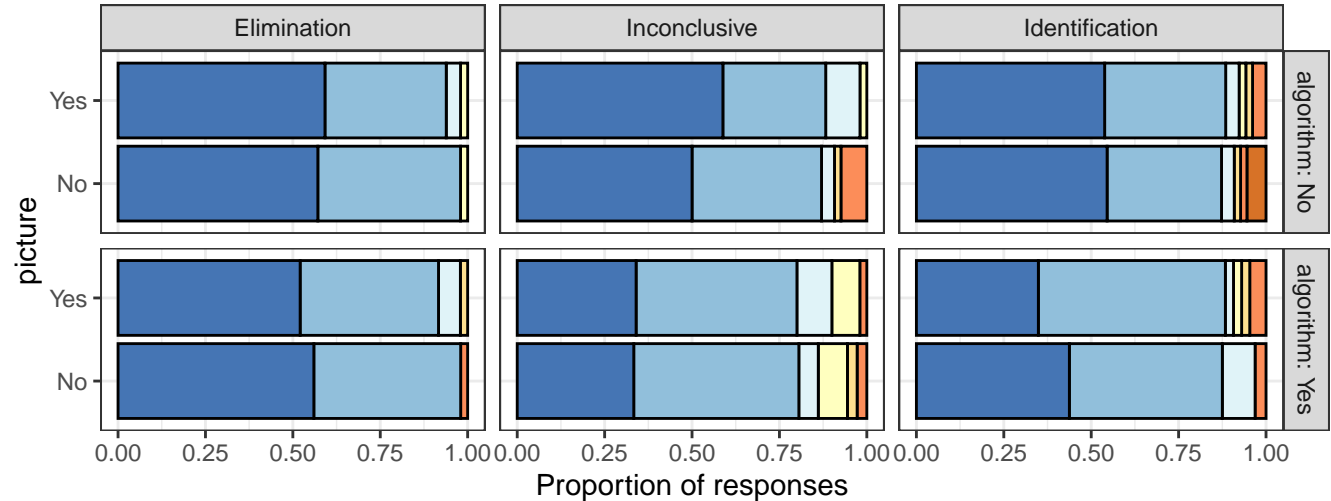 Elimination
Inconclusive
Identification
picture
Yes
No
algorithm: No
Yes
No
algorithm: Yes
0.00 0.25 0.50 0.75 1.00 0.00 0.25 0.50 0.75 1.00 0.00 0.25 0.50 0.75 1.00
Proportion of responses